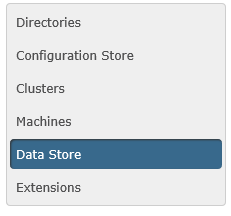 Directories
Configuration Store
Clusters
Machines
Data Store
Extensions